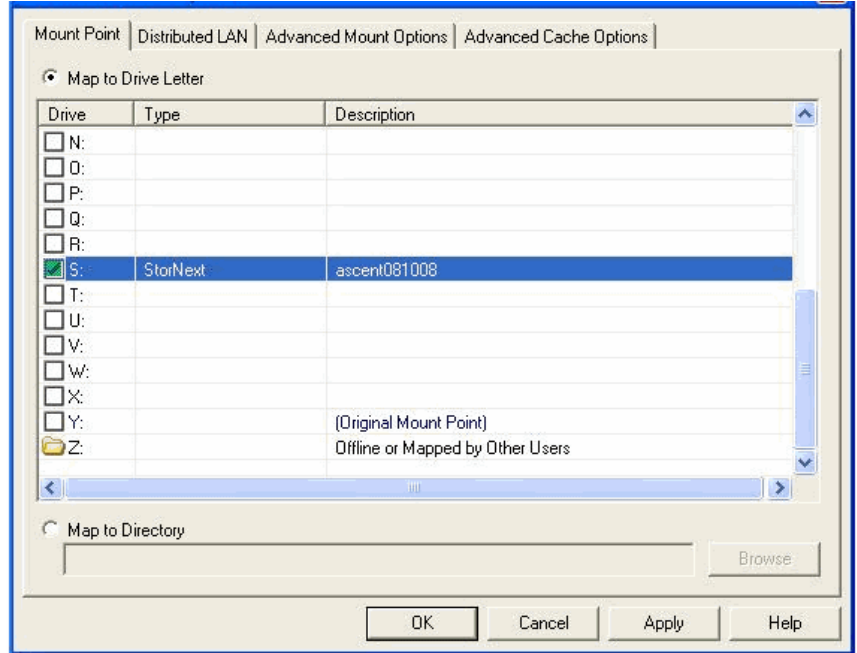 Mount Point Distributed LAN Advanced Mount Options Advanced Cache Options
Map to Drive Letter
Drive Type Description
N:
O:
P:
Q:
R:
S: StorNext ascent081008
T:
U:
V:
W:
X:
Y: (Original Mount Point)
Z: Offline or Mapped by Other Users
Map to Directory
Browse
OK Cancel Apply Help